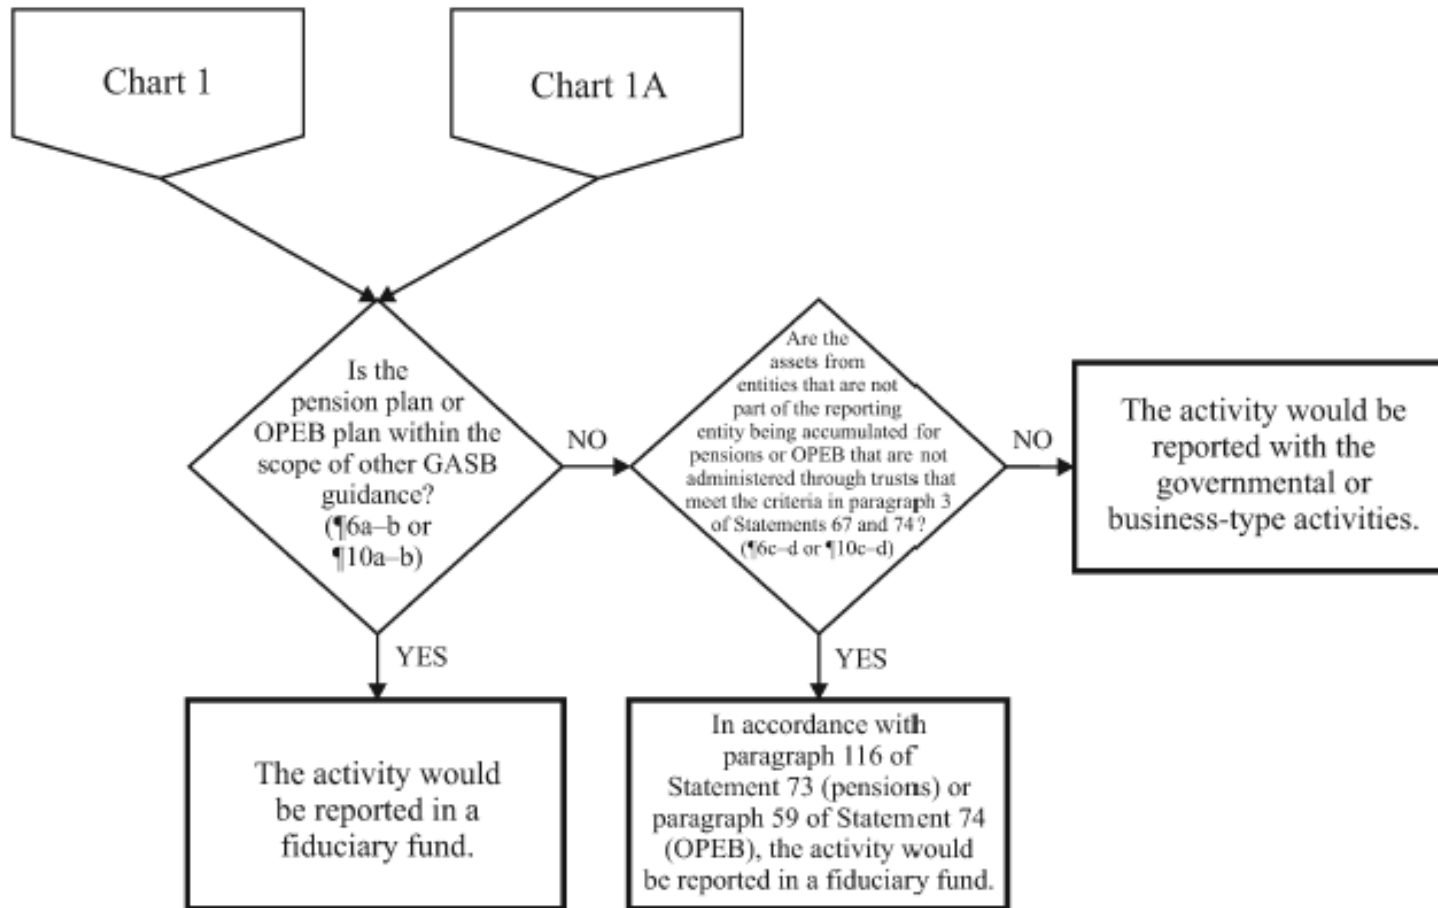 Chart 1
Chart 1A
Is the
pension plan or
OPEB plan within the
scope of other GASB
guidance?
(¶6a–b or
¶10a–b)
NO
Are the
assets from
entities that are not
part of the reporting
entity being accumulated for
pensions or OPEB that are not
administered through trusts that
meet the criteria in paragraph 3
of Statements 67 and 74?
(¶6c–d or ¶10c–d)
NO
The activity would be
reported with the
governmental or
business-type activities.
YES
YES
The activity would
be reported in a
fiduciary fund.
In accordance with
paragraph 116 of
Statement 73 (pensions) or
paragraph 59 of Statement 74
(OPEB), the activity would
be reported in a fiduciary fund.